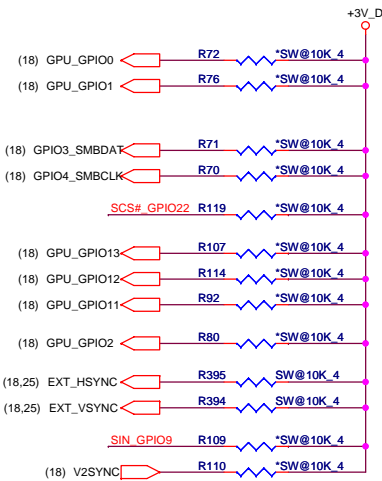 +3V_D
(18) GPU_GPIO0 R72 *SW@10K_4
(18) GPU_GPIO1 R76 *SW@10K_4
(18) GPIO3_SMBDAT R71 *SW@10K_4
(18) GPIO4_SMBCLK R70 *SW@10K_4
SCS#_GPIO22 R119 *SW@10K_4
(18) GPU_GPIO13 R107 *SW@10K_4
(18) GPU_GPIO12 R114 *SW@10K_4
(18) GPU_GPIO11 R92 *SW@10K_4
(18) GPU_GPIO2 R80 *SW@10K_4
(18,25) EXT_HSYNC R395 SW@10K_4
(18,25) EXT_VSYNC R394 SW@10K_4
SIN_GPIO9 R109 *SW@10K_4
(18) V2SYNC R110 *SW@10K_4